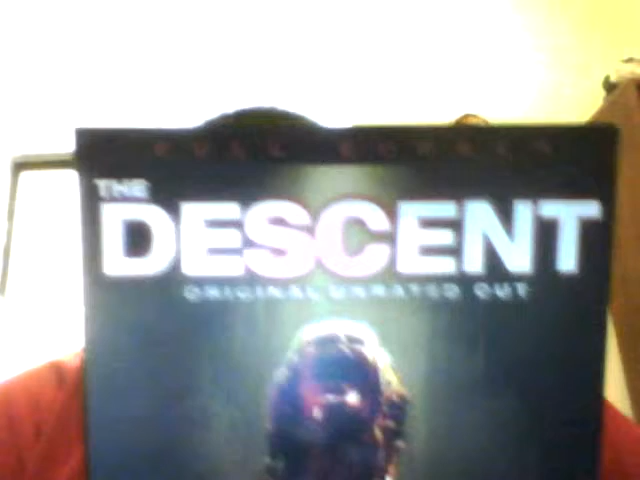 FULL SCREEN
THE
DESCENT
ORIGINAL UNRATED CUT